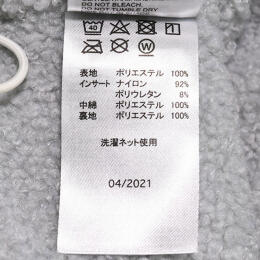 DO NOT BLEACH.
DO NOT TUMBLE DRY.
40
W
表地 ポリエステル 100%
インサート ナイロン 92%
ポリウレタン 8%
中綿 ポリエステル 100%
裏地 ポリエステル 100%
洗濯ネット使用
04/2021